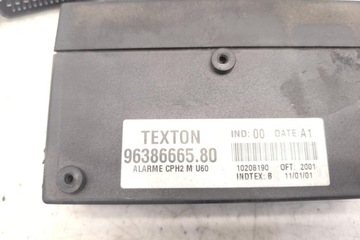 TEXTON
IND: 00 DATE A1
96386665.80
ALARME CPH2 M U60
10208190 OFT: 2001
INDTEX: B 11/01/01